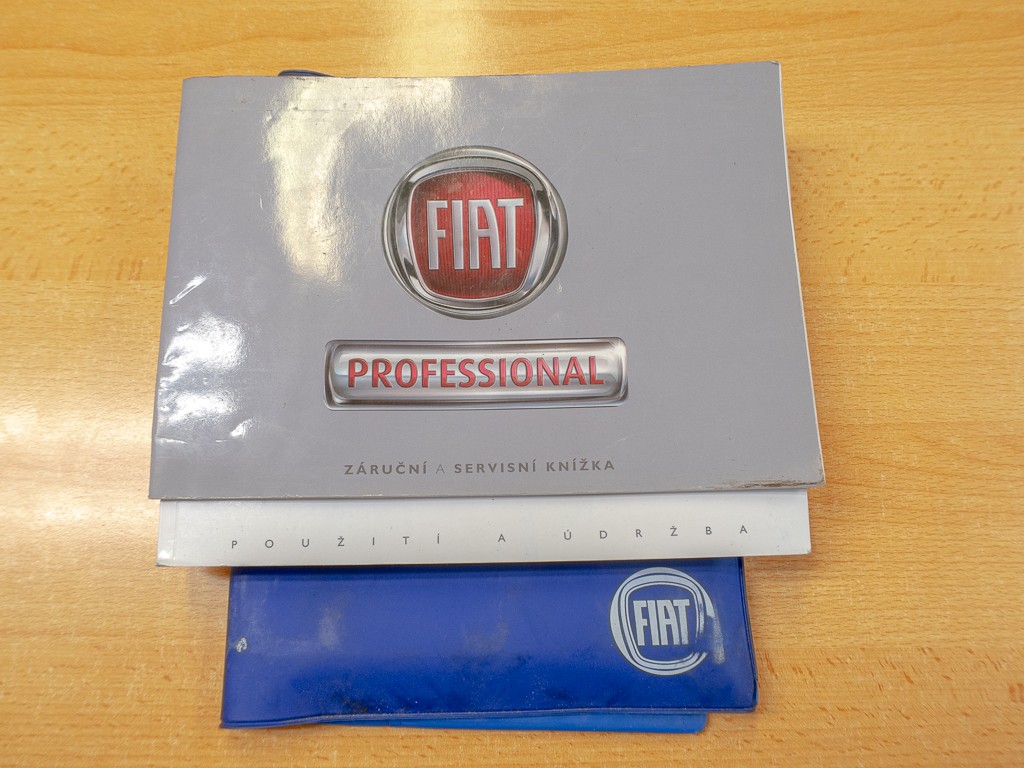 FIAT
PROFESSIONAL
ZÁRUČNÍ A SERVISNÍ KNÍŽKA
POUŽITÍ A ÚDRŽBA
FIAT